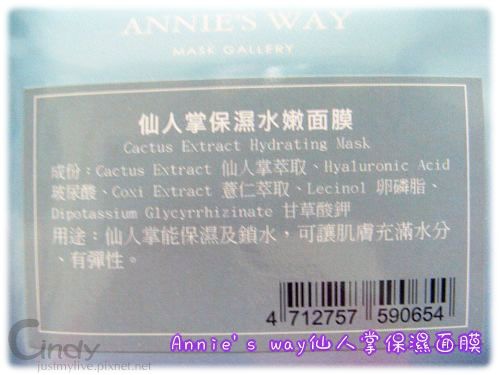 ANNIE'S WAY
MASK GALLERY
仙人掌保濕水嫩面膜
Cactus Extract Hydrating Mask
成份：Cactus Extract 仙人掌萃取、Hyaluronic Acid
玻尿酸、Coxi Extract 薏仁萃取、Lecinol 卵磷脂、
Dipotassium Glycyrrhizinate 甘草酸鉀
用途：仙人掌能保濕及鎖水，可讓肌膚充滿水分
、有彈性。
4 712757 590654
Annie's way仙人掌保濕面膜
Cindy
jusimylive.pixnet.net